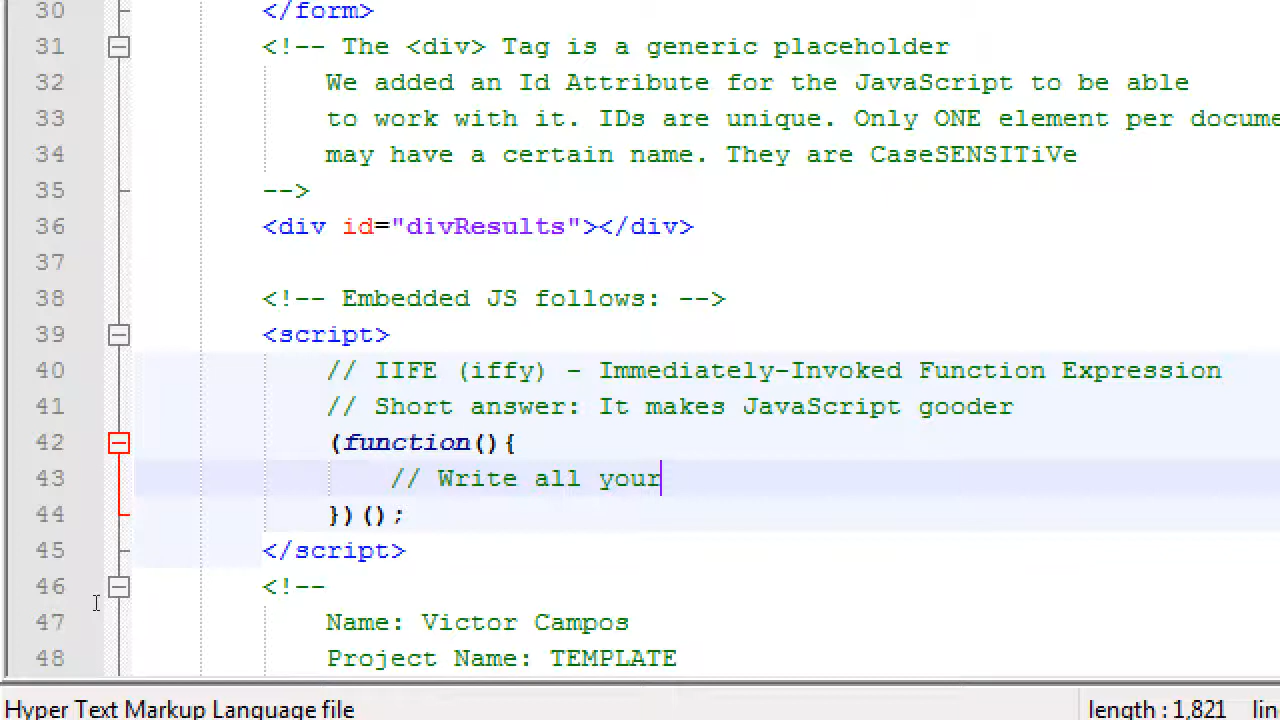 30 </form>
31 <!-- The <div> Tag is a generic placeholder
32 We added an Id Attribute for the JavaScript to be able
33 to work with it. IDs are unique. Only ONE element per
34 may have a certain name. They are CaseSENSITiVe
35 -->
36 <div id="divResults"></div>
37
38 <!-- Embedded JS follows: -->
39 <script>
40 // IIFE (iffy) - Immediately-Invoked Function Expression
41 // Short answer: It makes JavaScript gooder
42 (function(){
43 // Write all your
44 })();
45 </script>
46 <!--
47 Name: Victor Campos
48 Project Name: TEMPLATE
Hyper Text Markup Language file length : 1,821